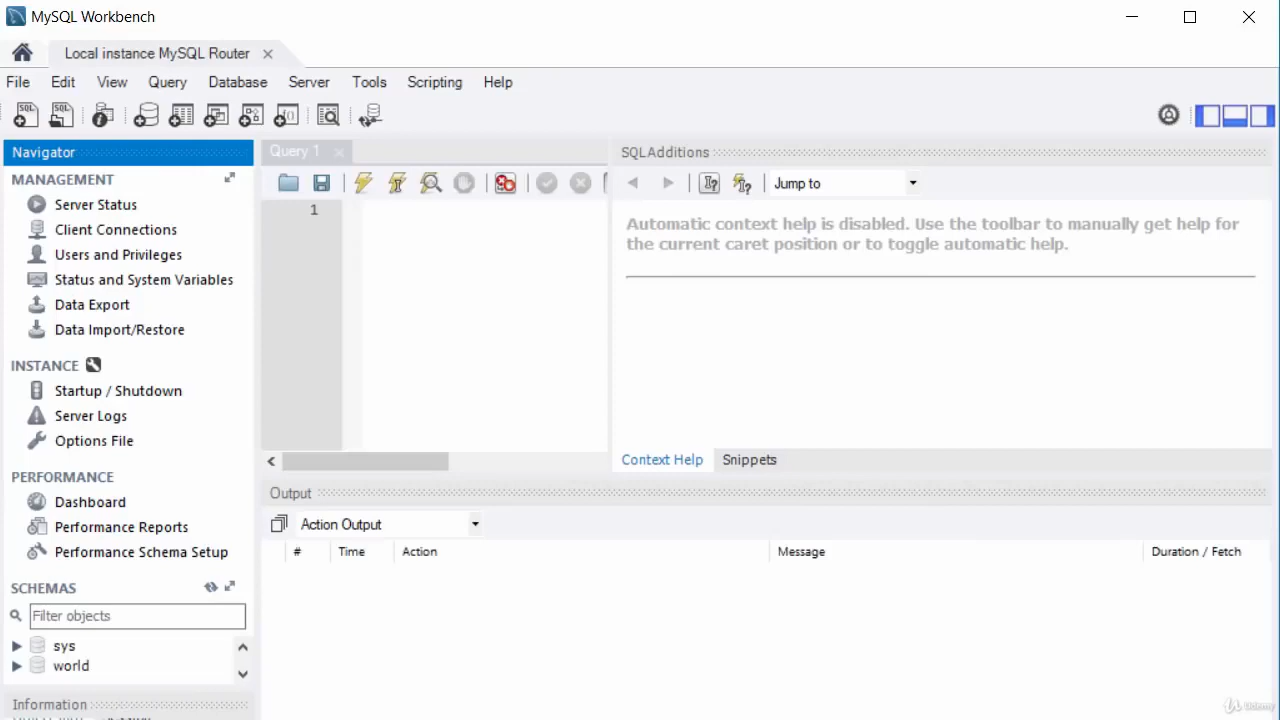 MySQL Workbench
Local instance MySQL Router
File Edit View Query Database Server Tools Scripting Help
SQL SQL
Navigator
MANAGEMENT
Server Status
Client Connections
Users and Privileges
Status and System Variables
Data Export
Data Import/Restore
INSTANCE
Startup / Shutdown
Server Logs
Options File
PERFORMANCE
Dashboard
Performance Reports
Performance Schema Setup
SCHEMAS
Filter objects
sys
world
Information
Query 1
1
SQLAdditions
Jump to
Automatic context help is disabled. Use the toolbar to manually get help for
the current caret position or to toggle automatic help.
Context Help Snippets
Output
Action Output
# Time Action Message Duration / Fetch
Udemy